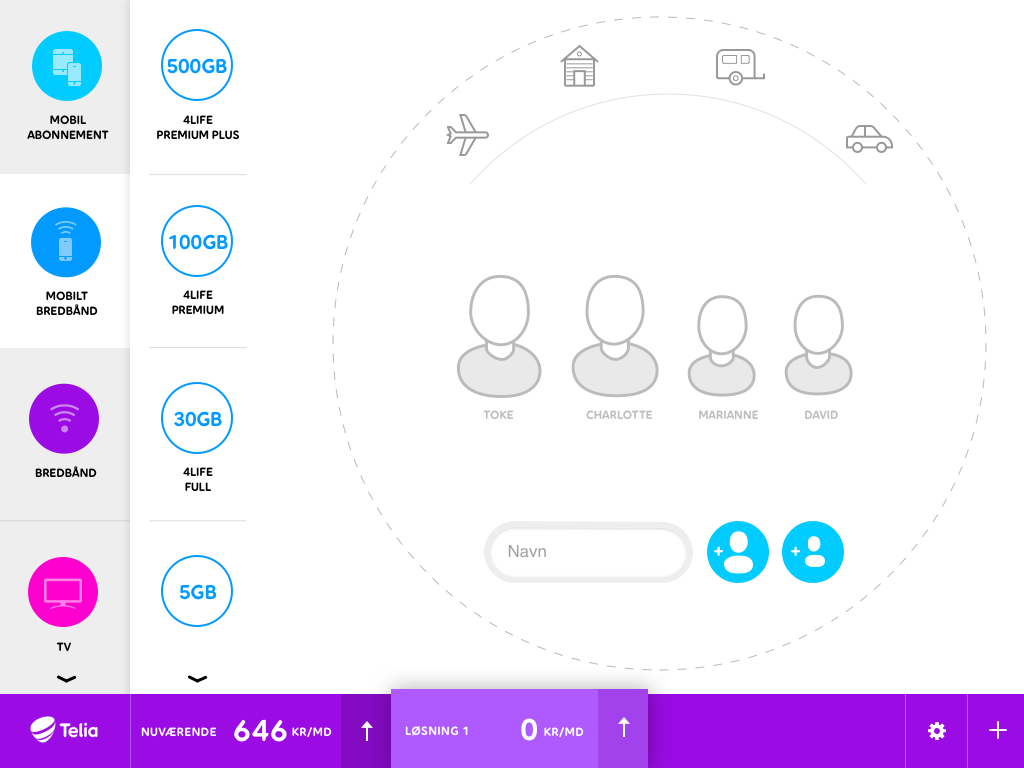 MOBIL
ABONNEMENT
MOBILT
BREDBÅND
BREDBÅND
TV
500GB
4LIFE
PREMIUM PLUS
100GB
4LIFE
PREMIUM
30GB
4LIFE
FULL
5GB
TOKE CHARLOTTE MARIANNE DAVID
Navn
Telia NUVÆRENDE 646 KR/MD LØSNING 1 0 KR/MD